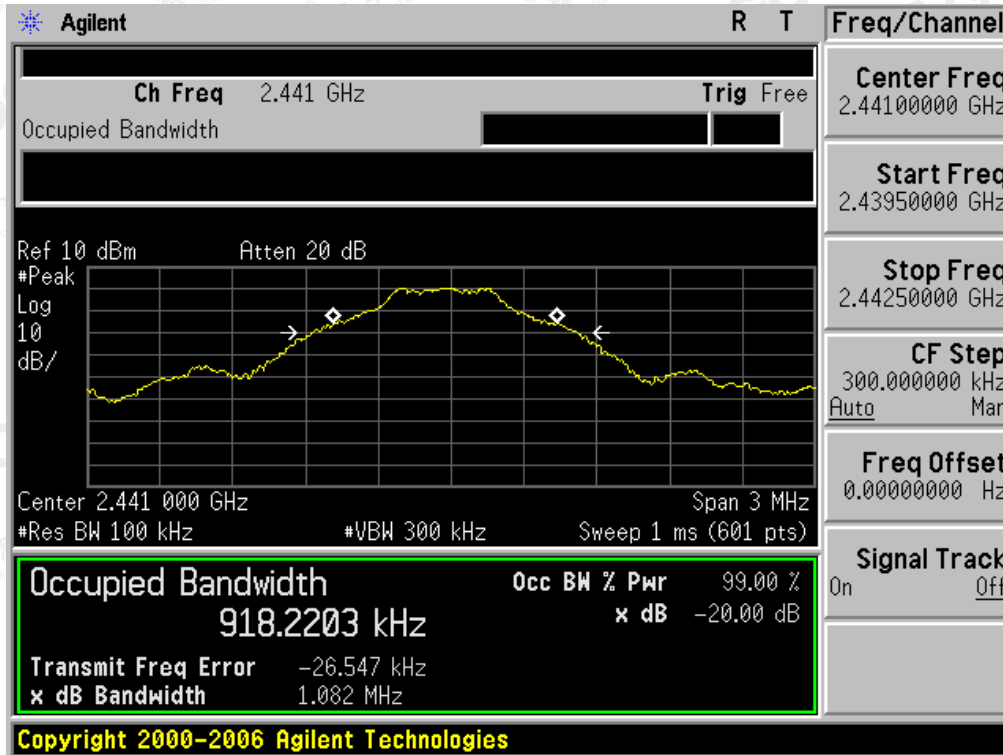 Agilent R T Freq/Channel
Ch Freq 2.441 GHz Trig Free
Occupied Bandwidth
Center Freq
2.44100000 GHz
Start Freq
2.43950000 GHz
Stop Freq
2.44250000 GHz
CF Step
300.000000 kHz
Auto Man
Freq Offset
0.00000000 Hz
Signal Track
On Off
Ref 10 dBm Atten 20 dB
#Peak
Log
10
dB/
Center 2.441 000 GHz Span 3 MHz
#Res BW 100 kHz #VBW 300 kHz Sweep 1 ms (601 pts)
Occupied Bandwidth Occ BW % Pwr 99.00 %
918.2203 kHz x dB -20.00 dB
Transmit Freq Error -26.547 kHz
x dB Bandwidth 1.082 MHz
Copyright 2000-2006 Agilent Technologies